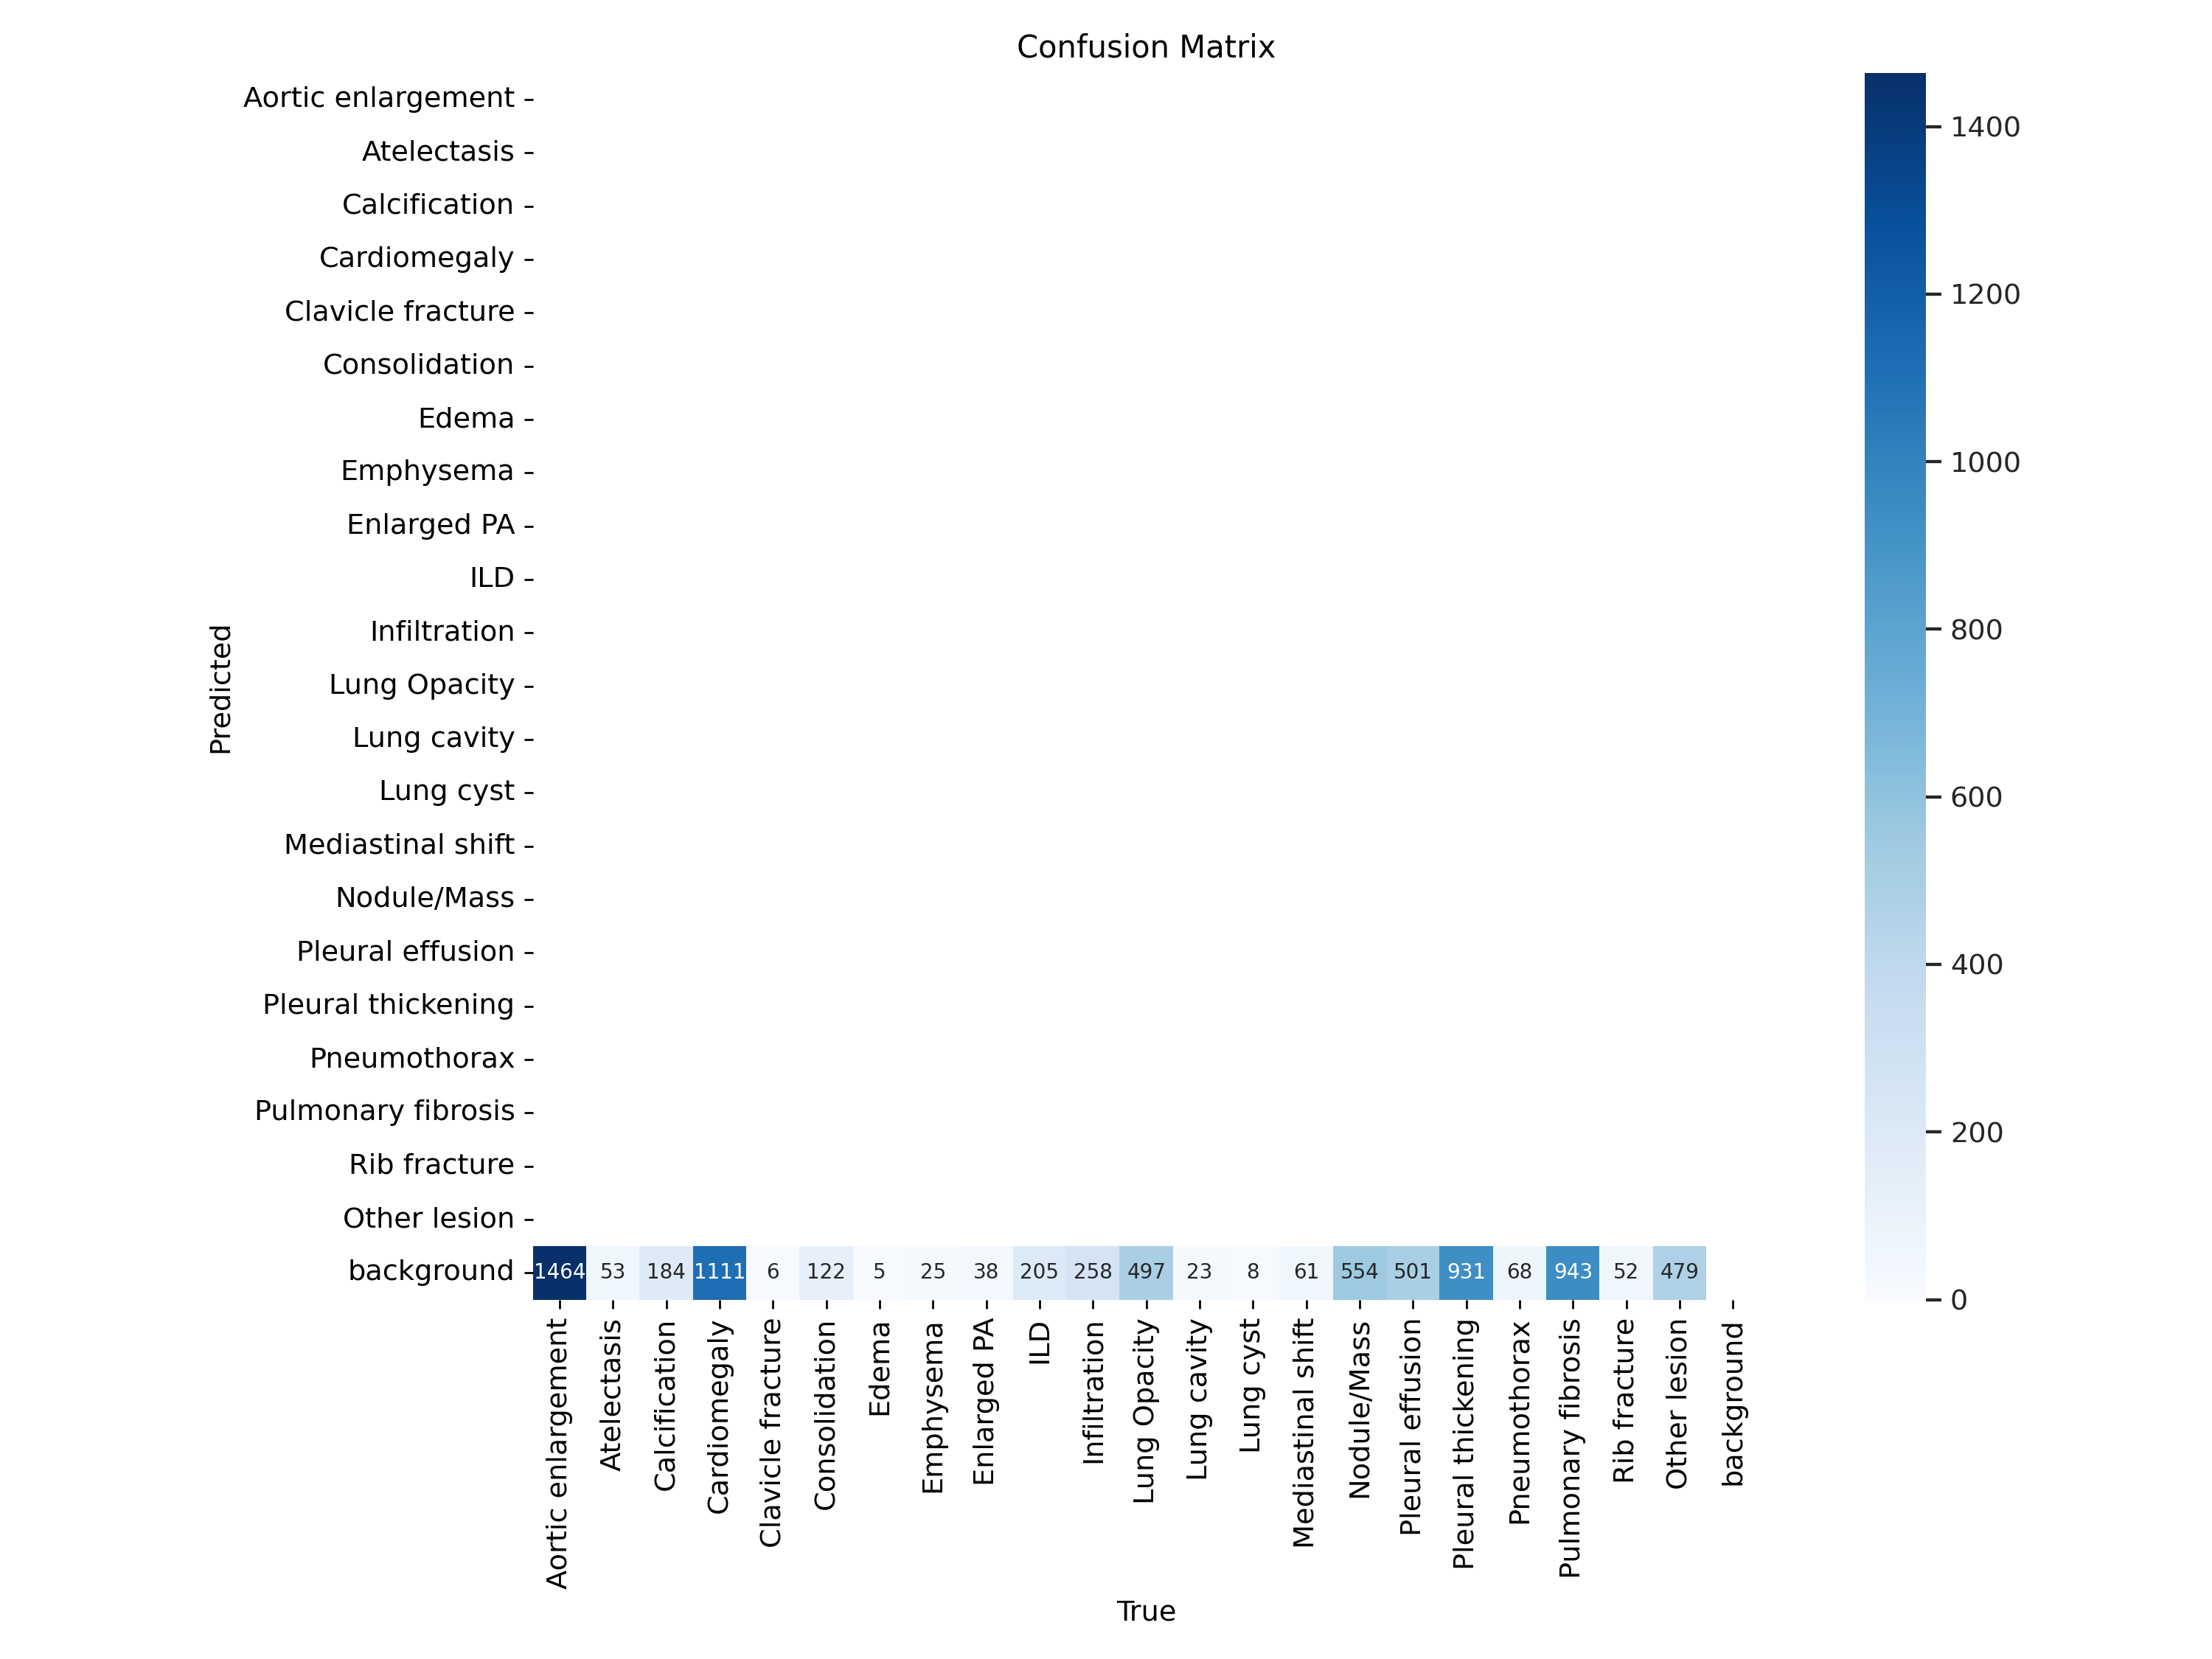 Confusion Matrix
Aortic enlargement
Atelectasis
Calcification
Cardiomegaly
Clavicle fracture
Consolidation
Edema
Emphysema
Enlarged PA
ILD
Infiltration
Lung Opacity
Lung cavity
Lung cyst
Mediastinal shift
Nodule/Mass
Pleural effusion
Pleural thickening
Pneumothorax
Pulmonary fibrosis
Rib fracture
Other lesion
background
Predicted
1464 53 184 1111 6 122 5 25 38 205 258 497 23 8 61 554 501 931 68 943 52 479
Aortic enlargement
Atelectasis
Calcification
Cardiomegaly
Clavicle fracture
Consolidation
Edema
Emphysema
Enlarged PA
ILD
Infiltration
Lung Opacity
Lung cavity
Lung cyst
Mediastinal shift
Nodule/Mass
Pleural effusion
Pleural thickening
Pneumothorax
Pulmonary fibrosis
Rib fracture
Other lesion
background
True
1400
1200
1000
800
600
400
200
0